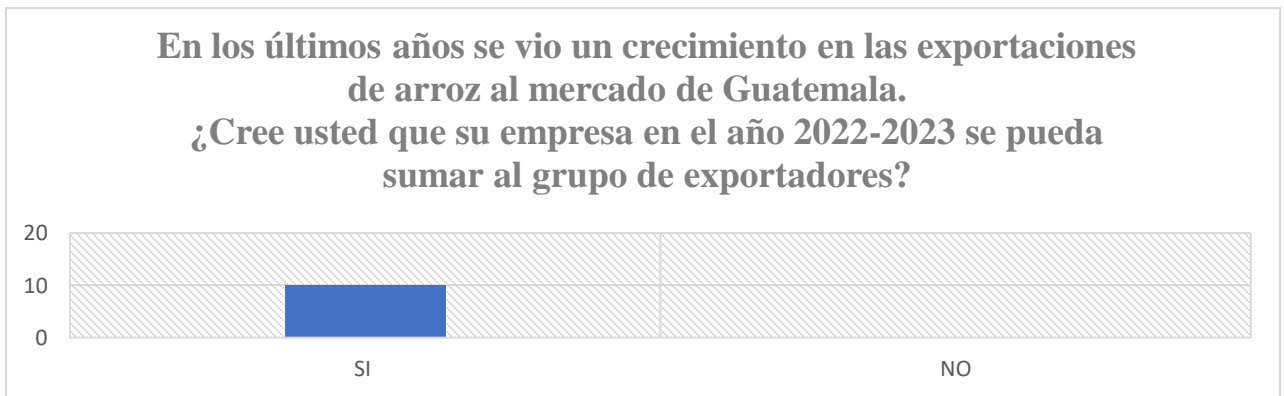 En los últimos años se vio un crecimiento en las exportaciones
de arroz al mercado de Guatemala.
¿Cree usted que su empresa en el año 2022-2023 se pueda
sumar al grupo de exportadores?
20
10
0
SI
NO